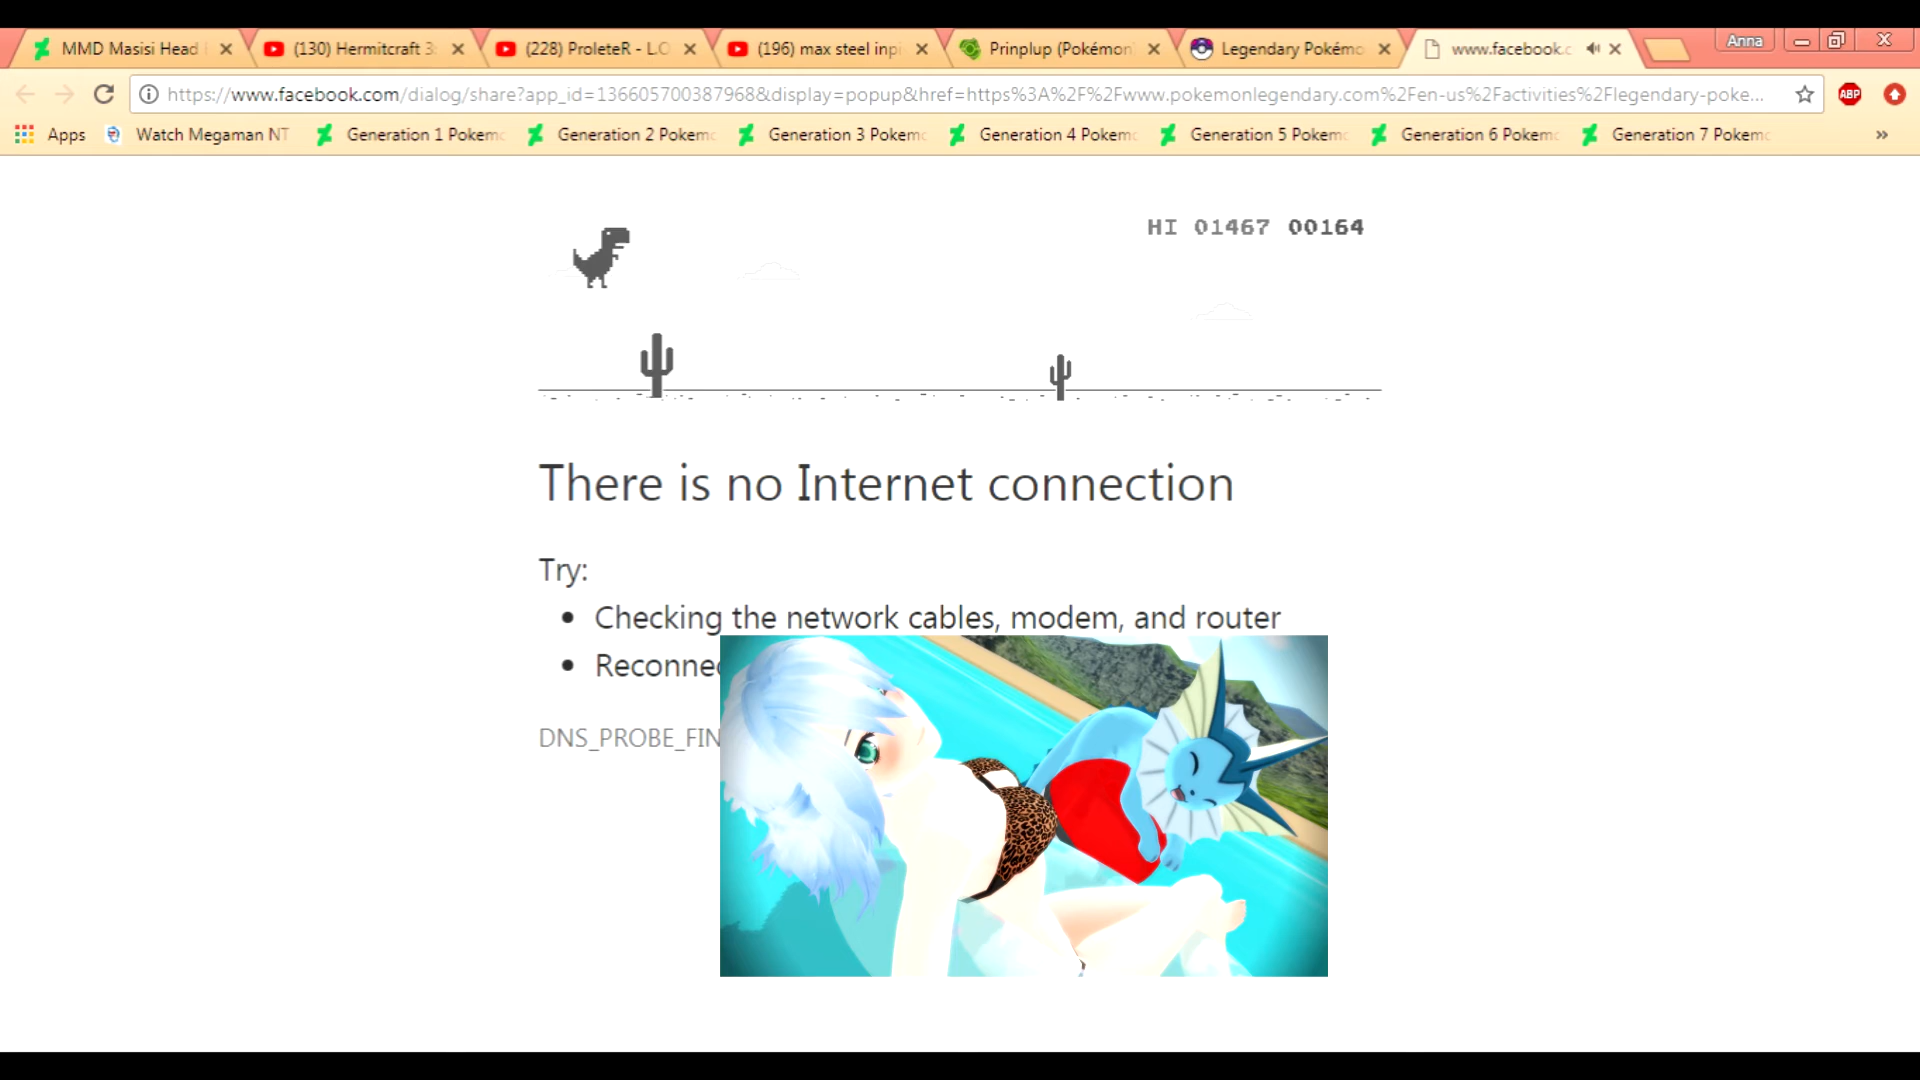 MMD Masisi Head
(130) Hermitcraft 3
(228) ProleteR - L.O
(196) max steel inpi
Prinplup (Pokémon
Legendary Pokémo
www.facebook.c
Anna
https://www.facebook.com/dialog/share?app_id=136605700387968&display=popup&href=https%3A%2F%2Fwww.pokemonlegendary.com%2Fen-us%2Factivities%2Flegendary-poke...
ABP
Apps
Watch Megaman NT
Generation 1 Pokem
Generation 2 Pokem
Generation 3 Pokem
Generation 4 Pokem
Generation 5 Pokem
Generation 6 Pokem
Generation 7 Pokem
»
HI 01467 00164
There is no Internet connection
Try:
• Checking the network cables, modem, and router
• Reconnec
DNS_PROBE_FIN